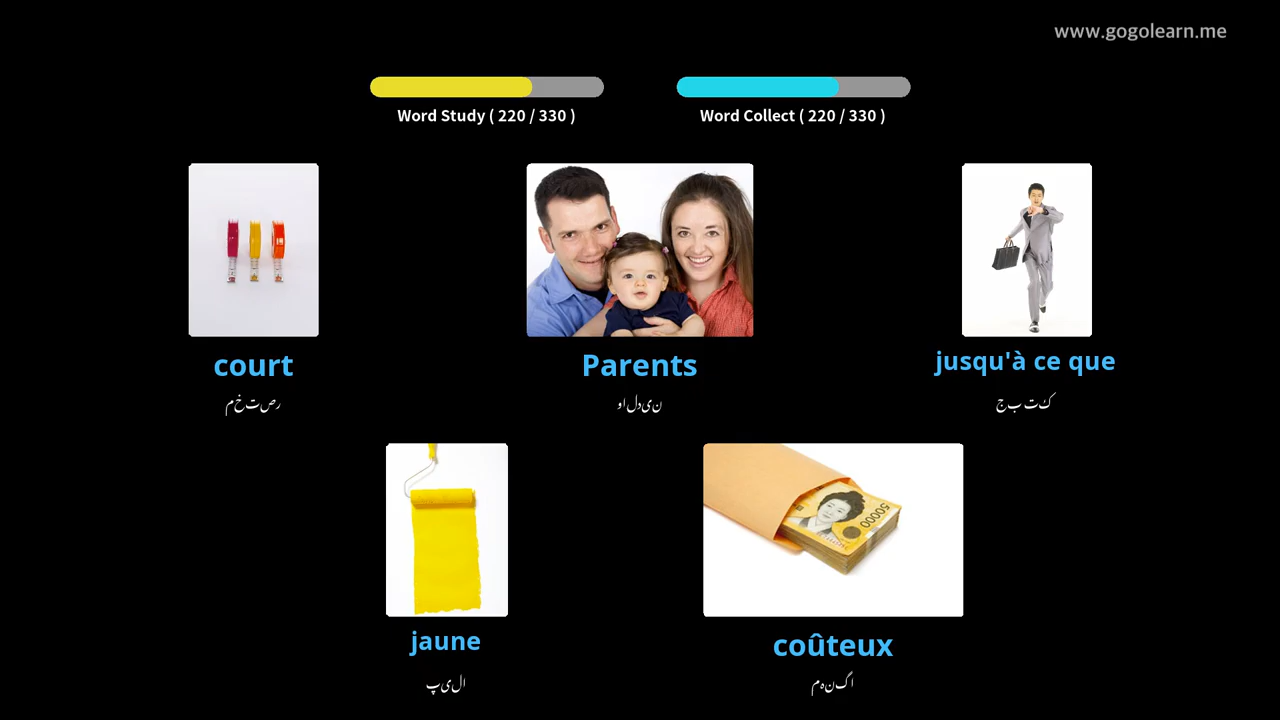 www.gogolearn.me
Word Study ( 220 / 330 )
Word Collect ( 220 / 330 )
court
مختصر
Parents
والدین
jusqu'à ce que
جب تک
jaune
پیلا
coûteux
مہنگا
50000